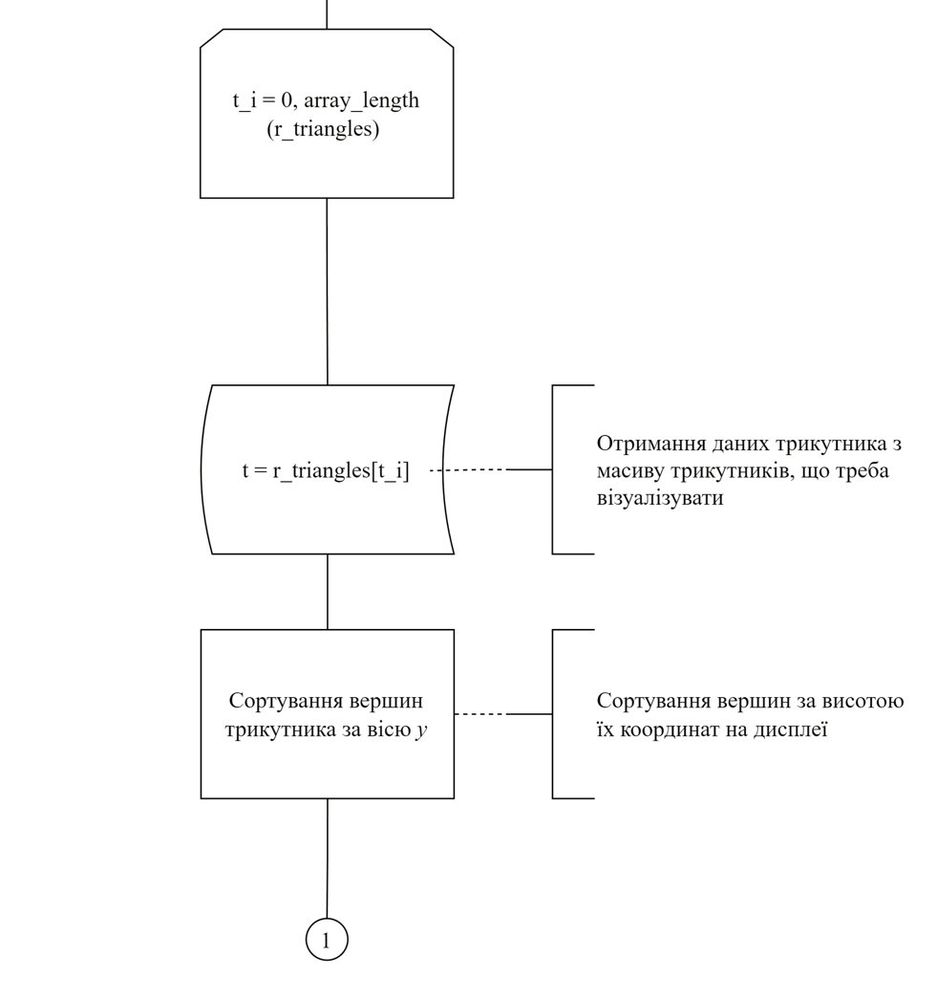 t_i = 0, array_length
(r_triangles)
t = r_triangles[t_i]
Отримання даних трикутника з
масиву трикутників, що треба
візуалізувати
Сортування вершин
трикутника за вісю y
Сортування вершин за висотою
їх координат на дисплеї
1